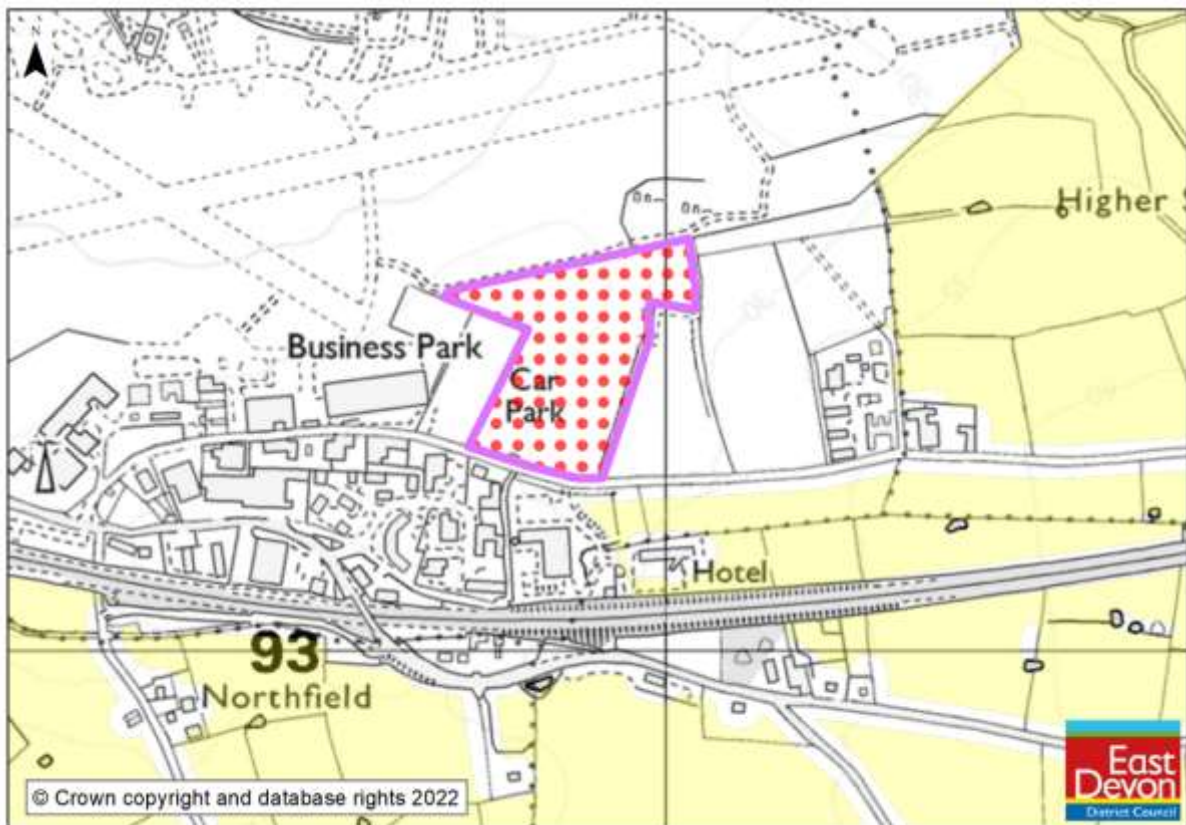 N
Higher S
Business Park
Car
Park
Hotel
93
Northfield
© Crown copyright and database rights 2022
East
Devon
District Council